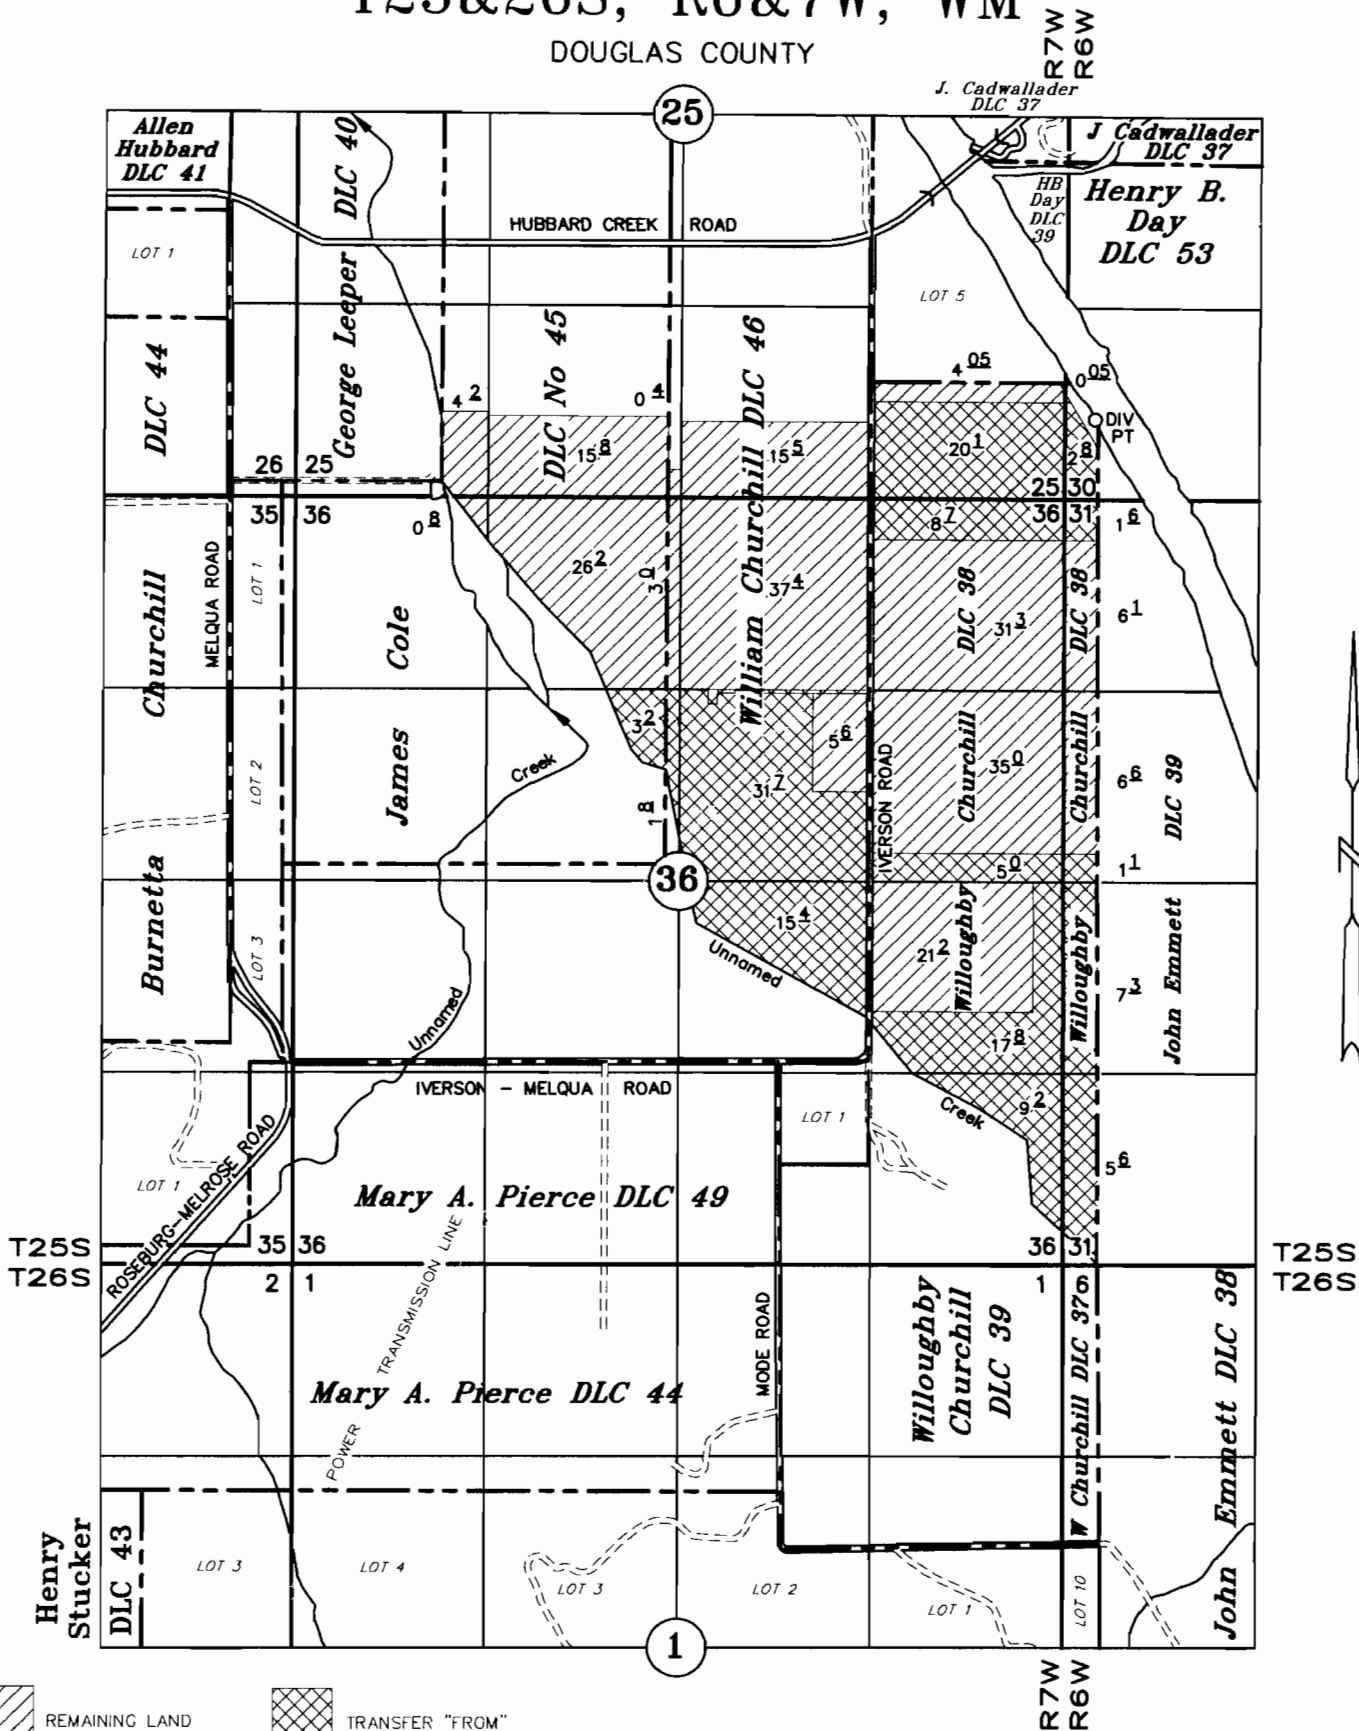 T25&26S, R6&7W, WM
DOUGLAS COUNTY
R7W
R6W
J. Cadwallader
DLC 37
25
Allen
Hubbard
DLC 41
George Leeper DLC 40
J Cadwallader
DLC 37
HB
Day
DLC
39
Henry B.
Day
DLC 53
HUBBARD CREEK ROAD
LOT 1
LOT 5
DLC 44
DLC No 45
William Churchill DLC 46
4 05
0 05
4 2
0 4
DIV
PT
15 8
15 5
20 1
2 8
26 25
25 30
35 36
36 31
0 8
8 7
1 6
MELQUA ROAD
LOT 1
26 2
3 0
37 4
31 3
DLC 38
DLC 38
6 1
Burnetta Churchill
James Cole
LOT 2
3 2
5 6
31 7
1 8
IVERSON ROAD
35 0
6 6
DLC 39
Creek
5 0
1 1
36
15 4
Willoughby Churchill
Willoughby Churchill
John Emmett
LOT 3
Unnamed
Unnamed
21 2
7 3
17 8
IVERSON - MELQUA ROAD
LOT 1
Creek
9 2
5 6
LOT 1
ROSEBURG-MELROSE ROAD
Mary A. Pierce DLC 49
T25S
T26S
35 36
2 1
36 31
1 6
T25S
T26S
POWER TRANSMISSION LINE
MODE ROAD
Willoughby
Churchill
DLC 39
W Churchill DLC 37
John Emmett DLC 38
Mary A. Pierce DLC 44
Henry
Stucker
DLC 43
LOT 3
LOT 4
LOT 3
LOT 2
LOT 1
LOT 10
1
R7W
R6W
REMAINING LAND
TRANSFER "FROM"